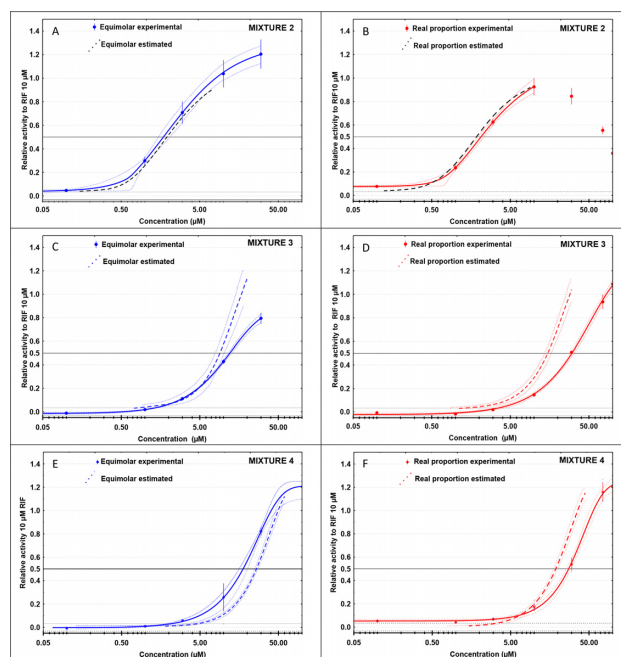 A
Equimolar experimental
MIXTURE 2
Equimolar estimated
Relative activity to RIF 10 µM
1.4
1.2
1.0
0.8
0.6
0.5
0.4
0.2
0.0
0.05
0.50
5.00
50.00
Concentration (µM)
B
Real proportion experimental
MIXTURE 2
Real proportion estimated
Relative activity to RIF10 µM
1.4
1.2
1.0
0.8
0.6
0.5
0.4
0.2
0.0
0.05
0.50
5.00
50.00
Concentration (µM)
C
Equimolar experimental
MIXTURE 3
Equimolar estimated
Relative activity to RIF 10 µM
1.4
1.2
1.0
0.8
0.6
0.5
0.4
0.2
0.0
0.05
0.50
5.00
50.00
Concentration (µM)
D
Real proportion experimental
MIXTURE 3
Real proportion estimated
Relative activity to RIF 10 µM
1.4
1.2
1.0
0.8
0.6
0.5
0.4
0.2
0.0
0.05
0.50
5.00
50.00
Concentration (µM)
E
Equimolar experimental
MIXTURE 4
Equimolar estimated
Relative activity 10 µM RIF
1.4
1.2
1.0
0.8
0.6
0.5
0.4
0.2
0.0
0.05
0.50
5.00
50.00
Concentration (µM)
F
Real proportion experimental
MIXTURE 4
Real proportion estimated
Relative activity to RIF 10 µM
1.4
1.2
1.0
0.8
0.6
0.5
0.4
0.2
0.0
0.05
0.50
5.00
50.00
Concentration (µM)